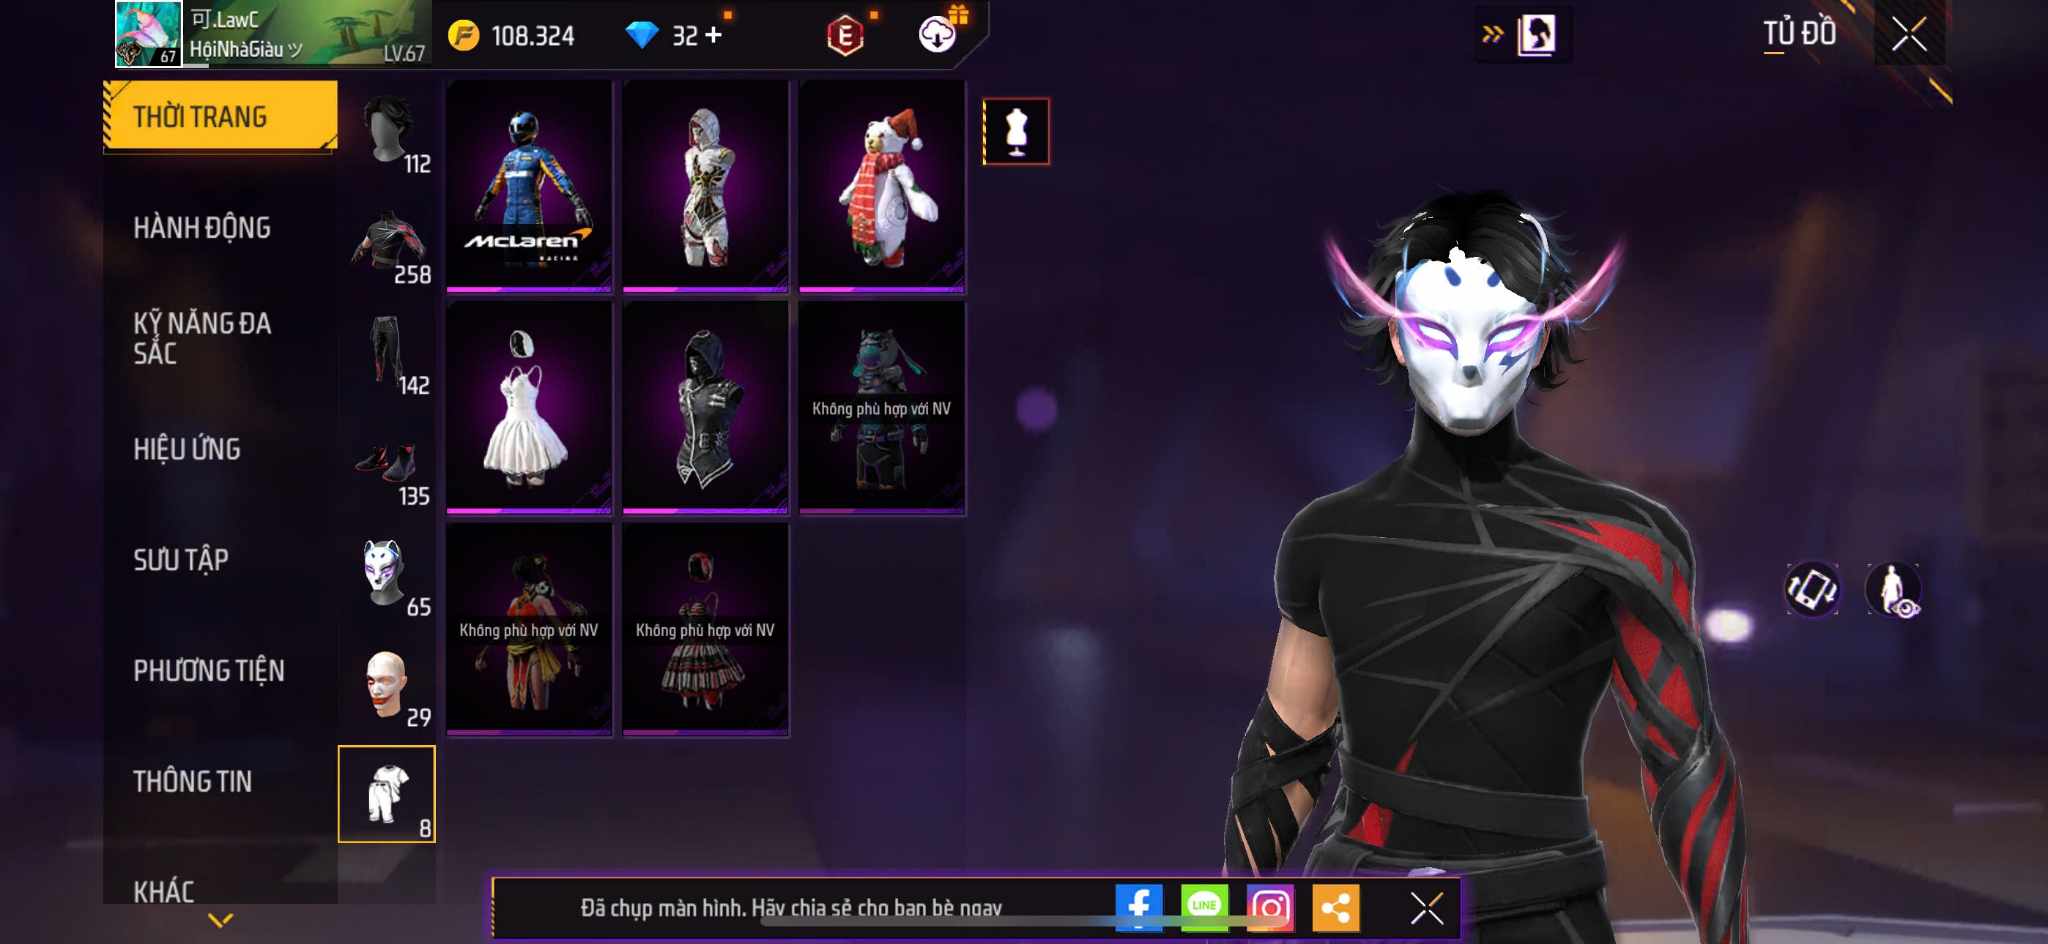 可.LawC
HộiNhàGiàu ツ
67
LV.67
108.324
32 +
E
TỦ ĐỒ
THỜI TRANG
HÀNH ĐỘNG
KỸ NĂNG ĐA
SẮC
HIỆU ỨNG
SƯU TẬP
PHƯƠNG TIỆN
THÔNG TIN
KHÁC
112
258
142
135
65
29
8
McLaren
RACING
Không phù hợp với NV
Không phù hợp với NV
Không phù hợp với NV
Đã chụp màn hình. Hãy chia sẻ cho bạn bè ngay
LINE